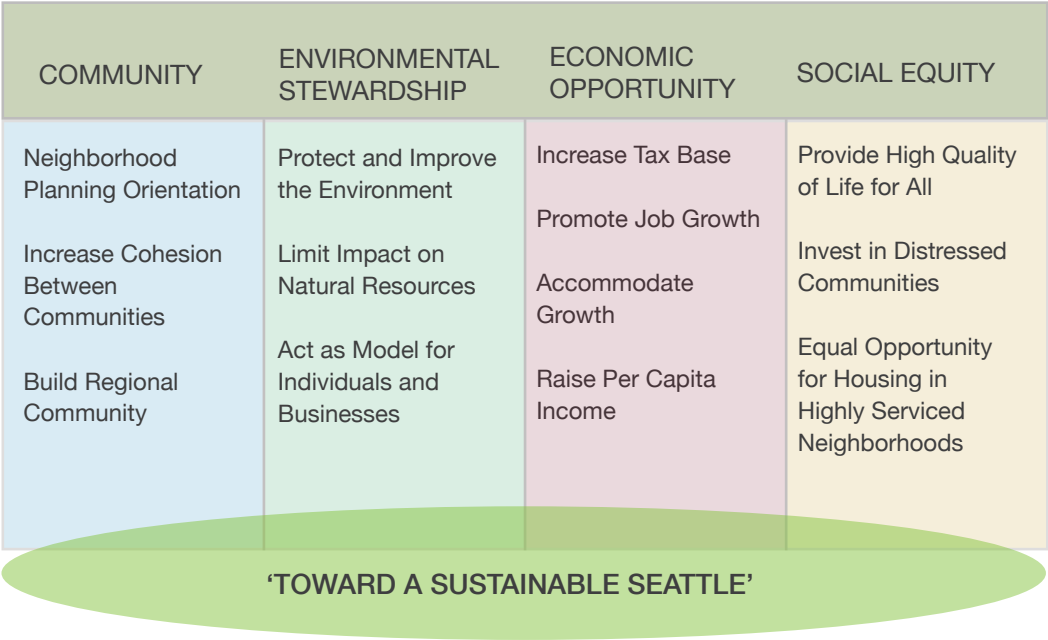 COMMUNITY
ENVIRONMENTAL
STEWARDSHIP
ECONOMIC
OPPORTUNITY
SOCIAL EQUITY
Neighborhood
Planning Orientation
Increase Cohesion
Between
Communities
Build Regional
Community
Protect and Improve
the Environment
Limit Impact on
Natural Resources
Act as Model for
Individuals and
Businesses
Increase Tax Base
Promote Job Growth
Accommodate
Growth
Raise Per Capita
Income
Provide High Quality
of Life for All
Invest in Distressed
Communities
Equal Opportunity
for Housing in
Highly Serviced
Neighborhoods
‘TOWARD A SUSTAINABLE SEATTLE’